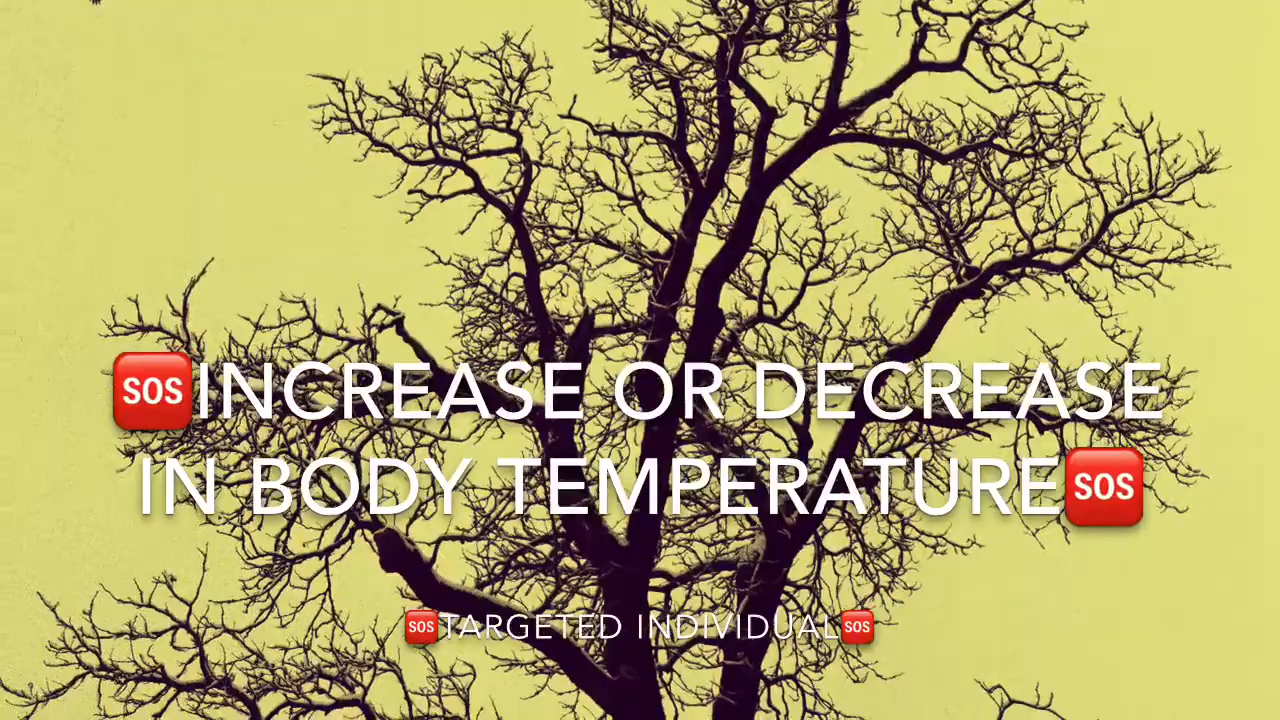 🆘INCREASE OR DECREASE
IN BODY TEMPERATURE🆘
🆘TARGETED INDIVIDUAL🆘